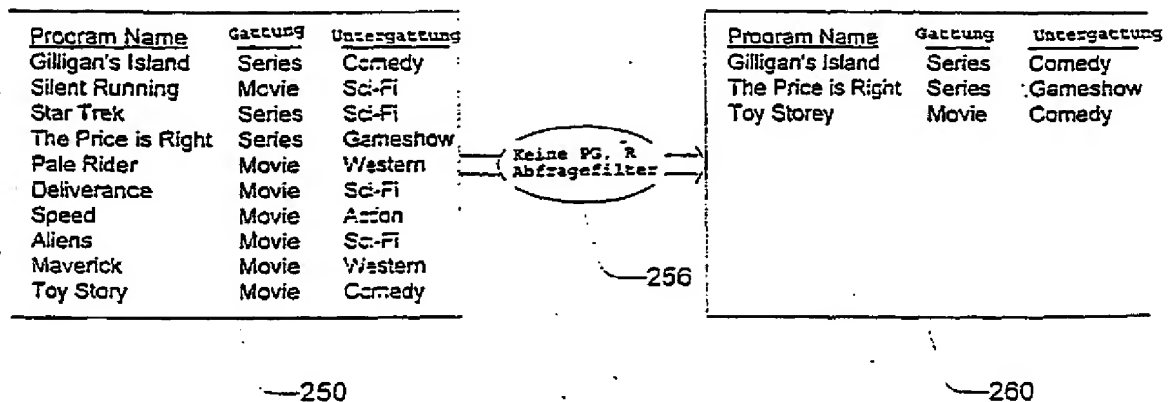 Program Name Gattung Untergattung
Gilligan's Island Series Comedy
Silent Running Movie Sci-Fi
Star Trek Series Sci-Fi
The Price is Right Series Gameshow
Pale Rider Movie Western
Deliverance Movie Sci-Fi
Speed Movie Action
Aliens Movie Sci-Fi
Maverick Movie Western
Toy Story Movie Comedy
250
Keine PG, R
Abfragefilter
256
Program Name Gattung Untergattung
Gilligan's Island Series Comedy
The Price is Right Series Gameshow
Toy Storey Movie Comedy
260